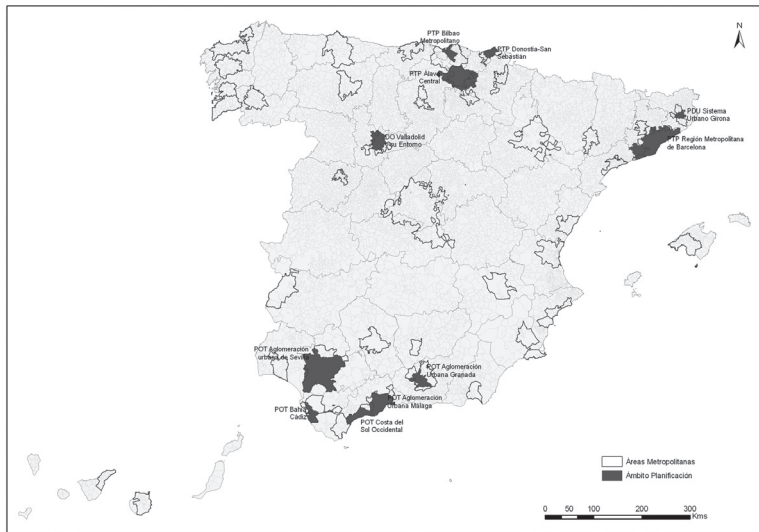 N
PTP Bilbao
Metropolitano
PTP Donostia-San
Sebastián
PTP Álava
Central
PDU Sistema
Urbano Girona
PTP Región Metropolitana
de Barcelona
DO Valladolid
y su Entorno
POT Aglomeración
urbana de Sevilla
POT Aglomeración
Urbana Granada
POT Aglomeración
Urbana Málaga
POT Bahía
Cádiz
POT Costa del
Sol Occidental
Áreas Metropolitanas
Ámbito Planificación
0 50 100 200 300
Kms